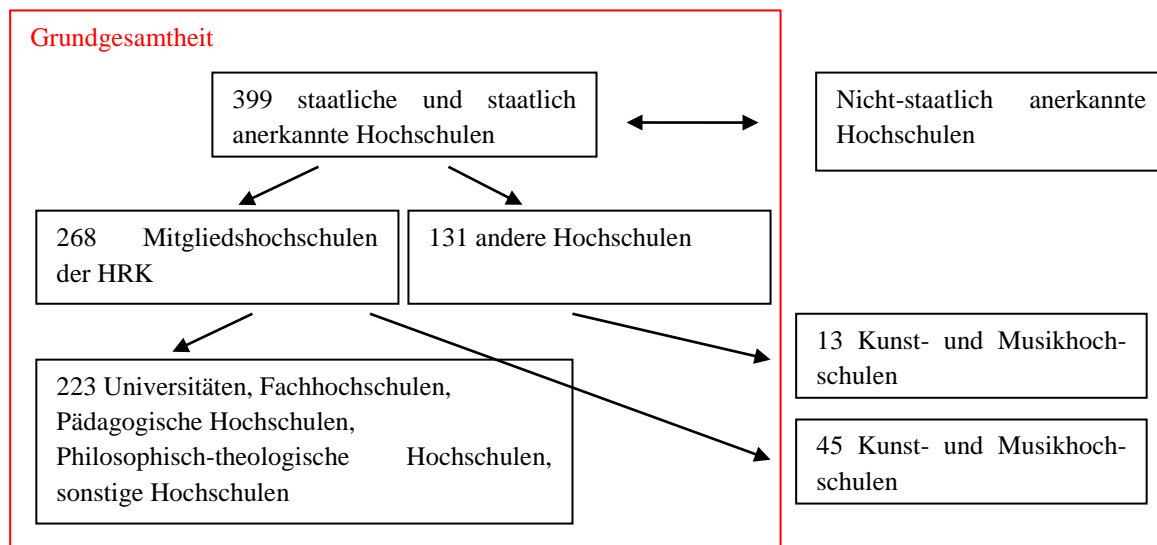 Grundgesamtheit
399 staatliche und staatlich
anerkannte Hochschulen
Nicht-staatlich anerkannte
Hochschulen
268 Mitgliedshochschulen
der HRK
131 andere Hochschulen
13 Kunst- und Musikhoch-
schulen
223 Universitäten, Fachhochschulen,
Pädagogische Hochschulen,
Philosophisch-theologische Hochschulen,
sonstige Hochschulen
45 Kunst- und Musikhoch-
schulen